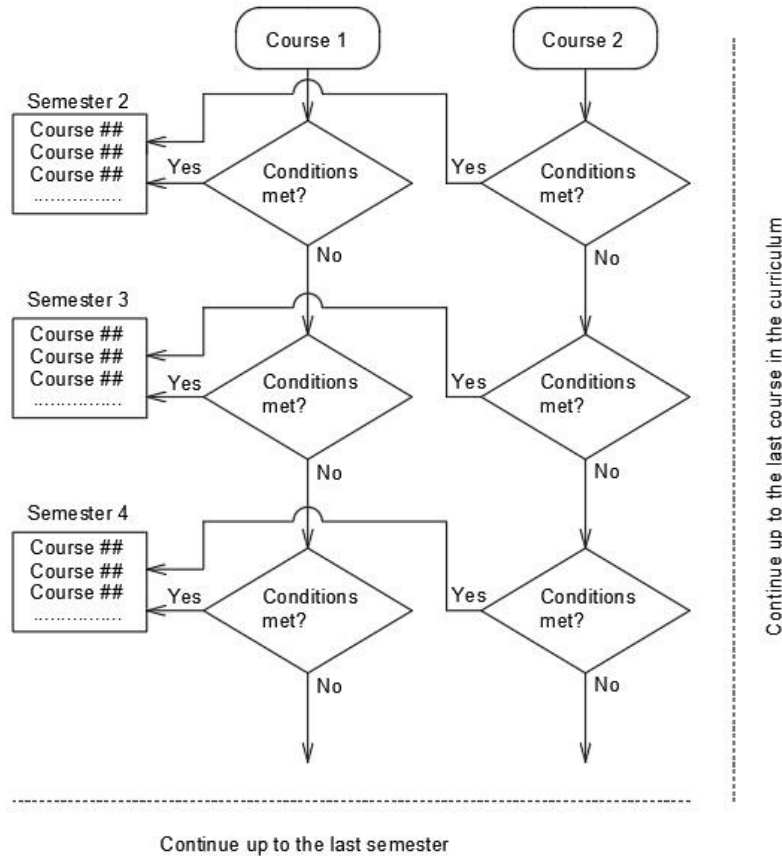 Course 1
Course 2
Semester 2
Course ##
Course ##
Course ##
................
Yes
Conditions
met?
Yes
Conditions
met?
No
No
Semester 3
Course ##
Course ##
Course ##
................
Yes
Conditions
met?
Yes
Conditions
met?
No
No
Semester 4
Course ##
Course ##
Course ##
................
Yes
Conditions
met?
Yes
Conditions
met?
No
No
Continue up to the last course in the curriculum
Continue up to the last semester